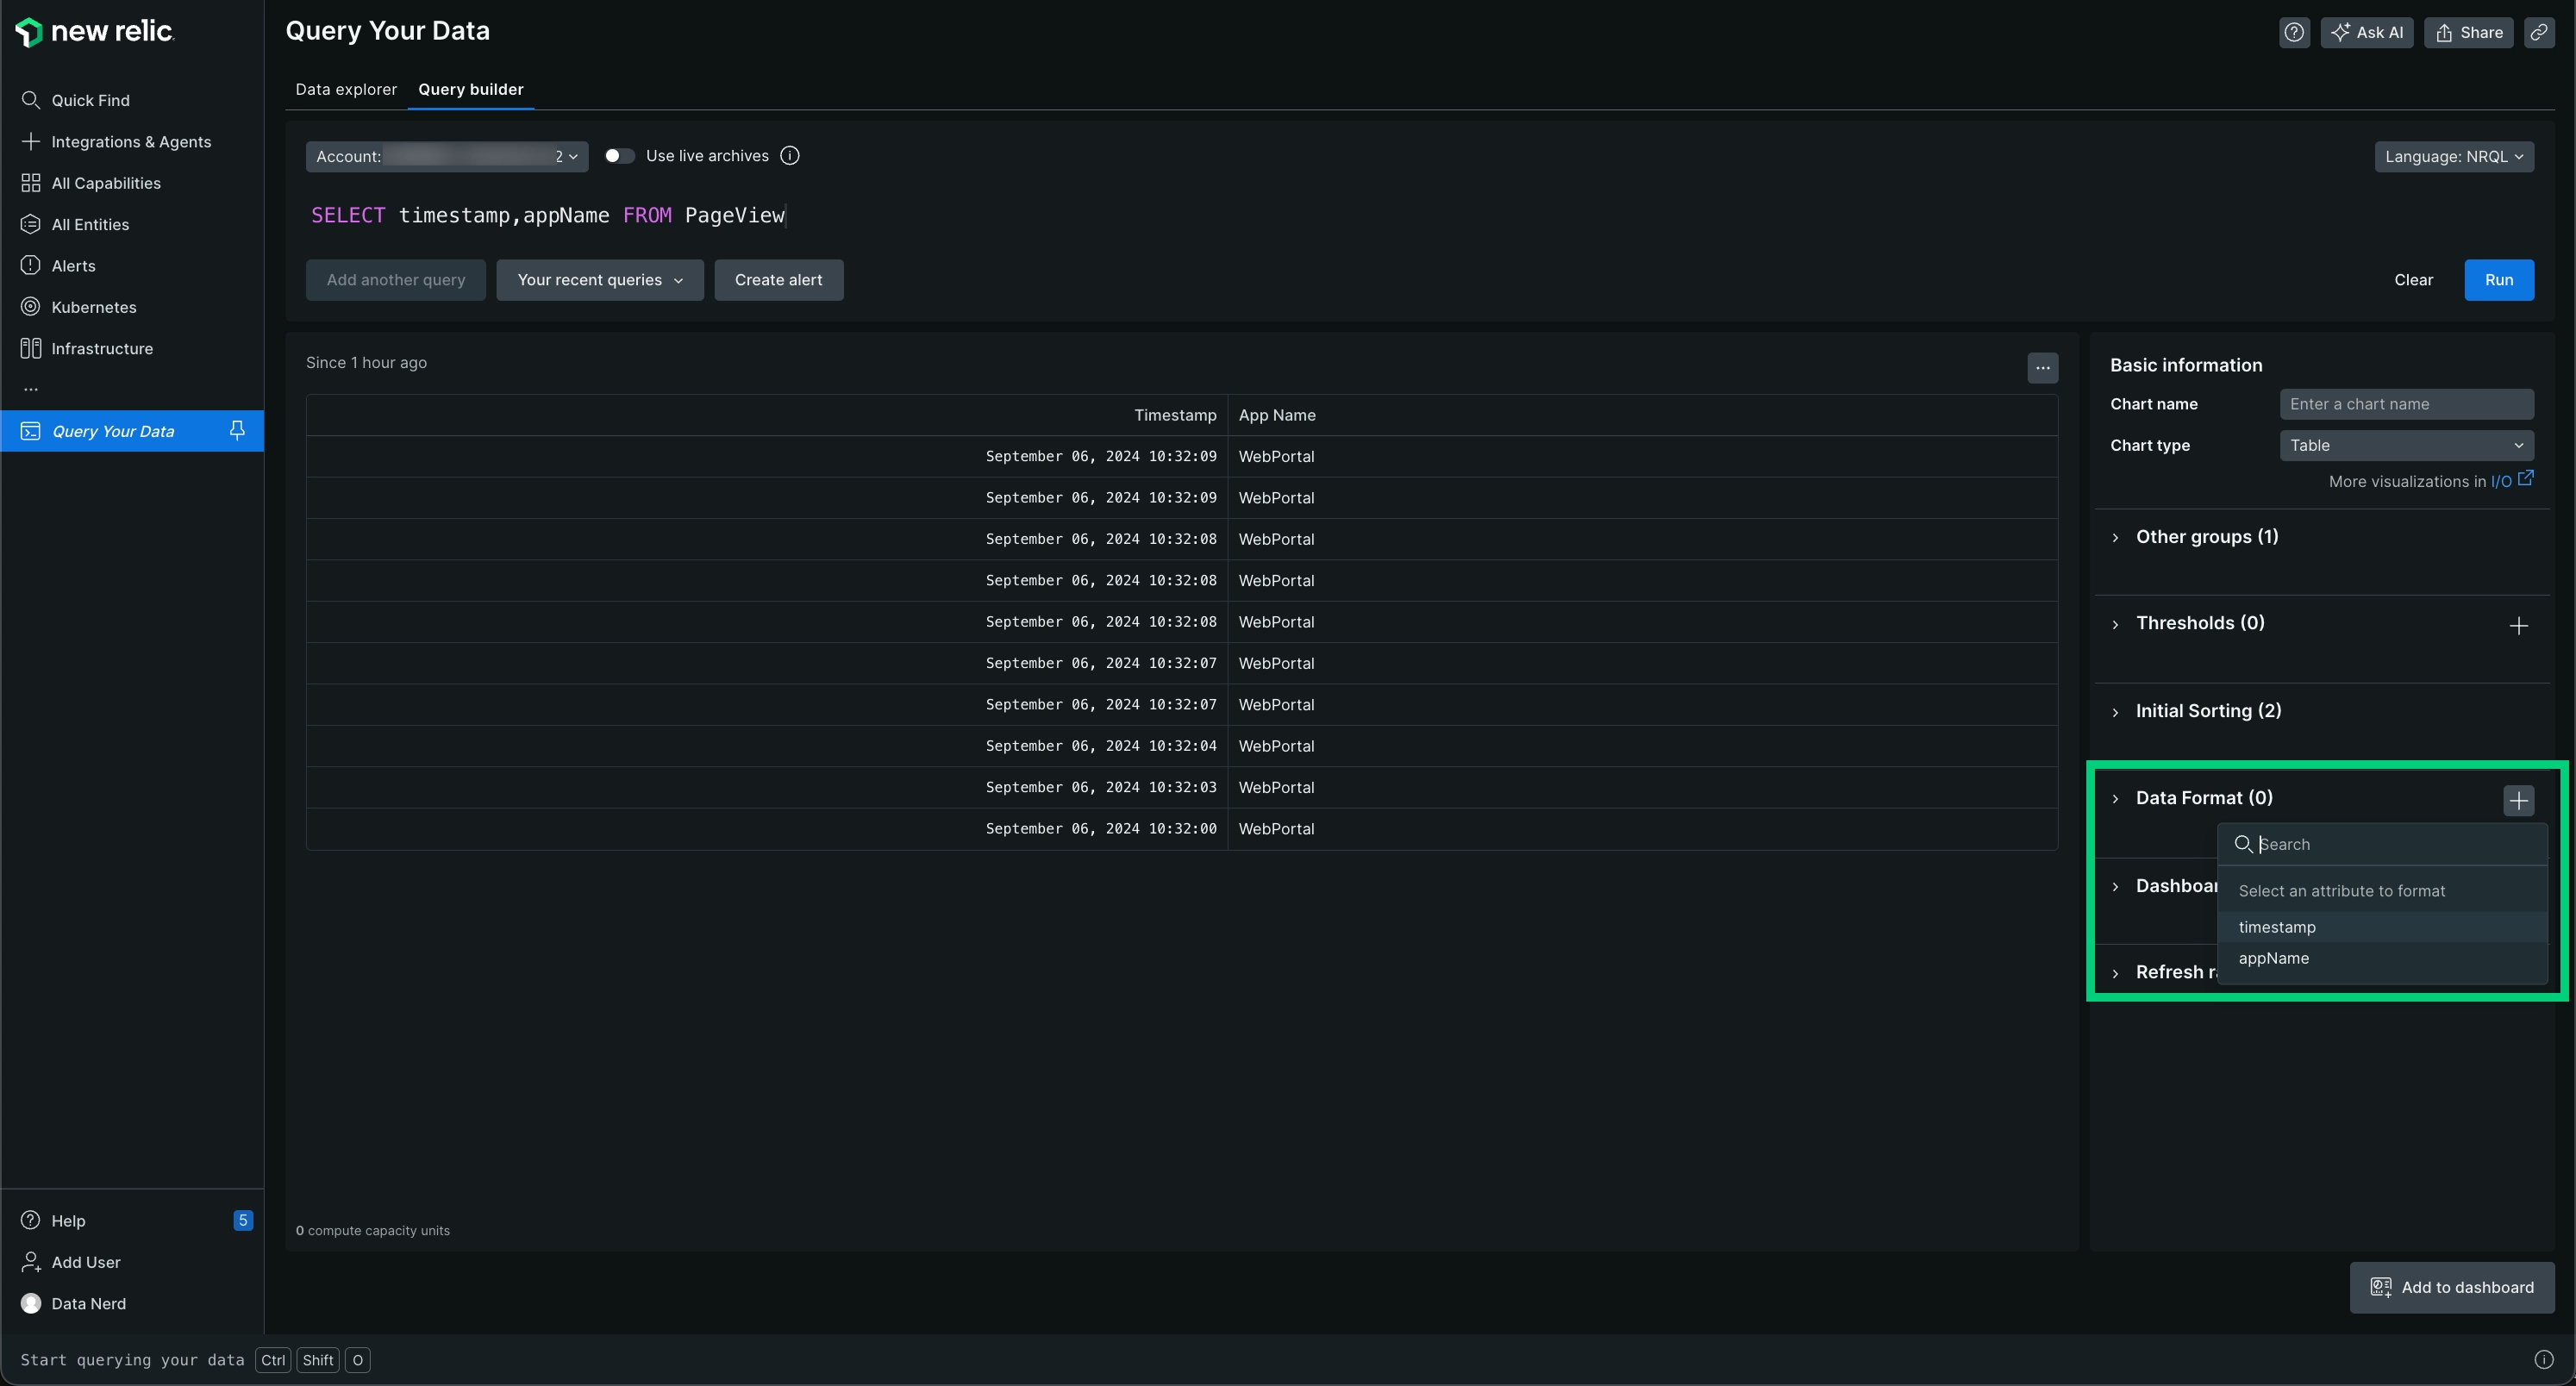 new relic
Query Your Data
Ask AI
Share
Quick Find
Integrations & Agents
All Capabilities
All Entities
Alerts
Kubernetes
Infrastructure
...
Query Your Data
Data explorer
Query builder
Account: 2
Use live archives
Language: NRQL
SELECT timestamp,appName FROM PageView
Add another query
Your recent queries
Create alert
Clear
Run
Since 1 hour ago
...
Timestamp App Name
September 06, 2024 10:32:09 WebPortal
September 06, 2024 10:32:09 WebPortal
September 06, 2024 10:32:08 WebPortal
September 06, 2024 10:32:08 WebPortal
September 06, 2024 10:32:08 WebPortal
September 06, 2024 10:32:07 WebPortal
September 06, 2024 10:32:07 WebPortal
September 06, 2024 10:32:04 WebPortal
September 06, 2024 10:32:03 WebPortal
September 06, 2024 10:32:00 WebPortal
0 compute capacity units
Basic information
Chart name Enter a chart name
Chart type Table
More visualizations in I/O
Other groups (1)
Thresholds (0)
Initial Sorting (2)
Data Format (0)
Search
Select an attribute to format
timestamp
appName
Dashboar
Refresh ra
Add to dashboard
Help 5
Add User
Data Nerd
Start querying your data Ctrl Shift O